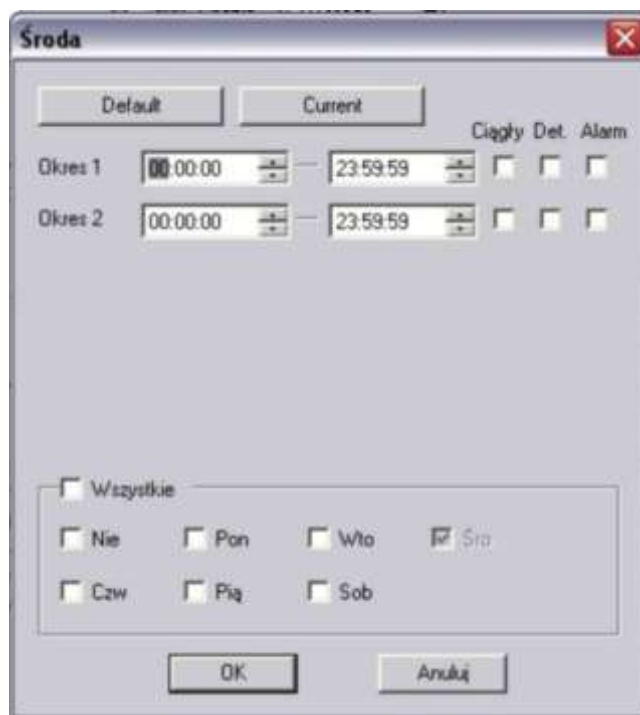 Środa
Default Current
Ciągły Det. Alarm
Okres 1 00:00:00 23:59:59
Okres 2 00:00:00 23:59:59
Wszystkie
Nie Pon Wto Śro
Czw Pią Sob
OK Anuluj